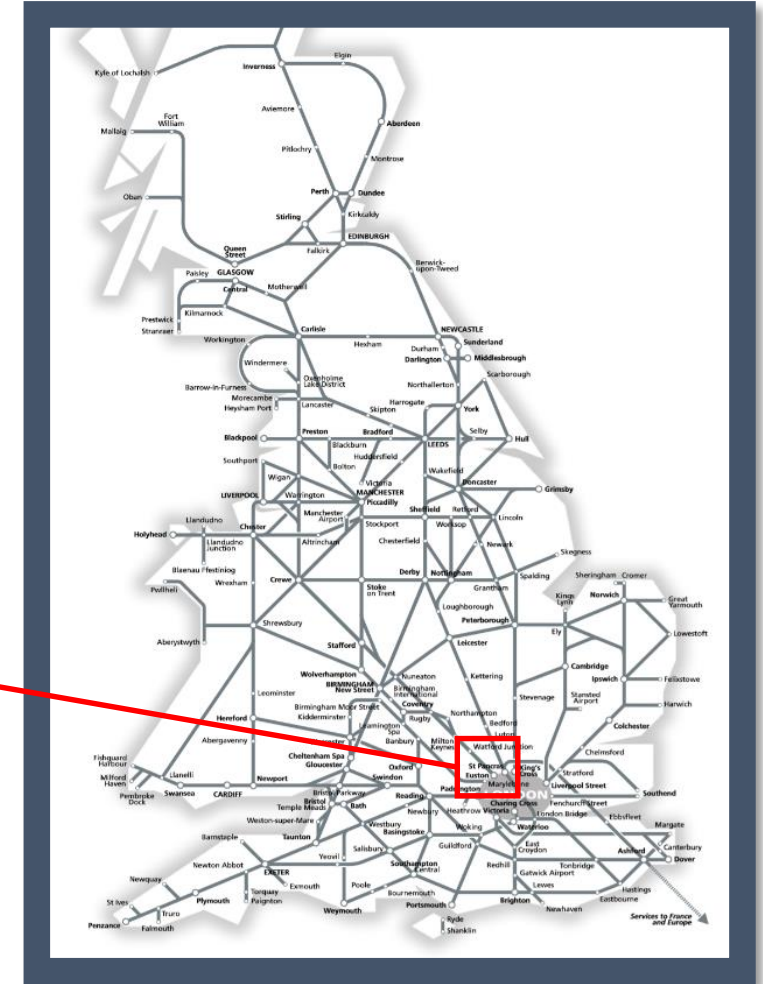 Elgin
Inverness
Kyle of Lochalsh
Aviemore
Fort
William
Mallaig
Aberdeen
Pitlochry
Montrose
Perth
Dundee
Oban
Stirling
Kirkcaldy
EDINBURGH
Queen
Street
Falkirk
Berwick-
upon-Tweed
Paisley
GLASGOW
Central
Motherwell
Prestwick
Kilmarnock
Stranraer
Carlisle
NEWCASTLE
Workington
Hexham
Durham
Sunderland
Darlington
Middlesbrough
Windermere
Scarborough
Oxenholme
Lake District
Barrow-in-Furness
Northallerton
Morecambe
Heysham Port
Lancaster
Harrogate
York
Skipton
Blackpool
Preston
Bradford
Selby
Hull
Blackburn
LEEDS
Huddersfield
Southport
Bolton
Wakefield
Wigan
Victoria
Doncaster
LIVERPOOL
Warrington
MANCHESTER
Piccadilly
Grimsby
Manchester
Airport
Sheffield
Retford
Llandudno
Stockport
Worksop
Lincoln
Holyhead
Chester
Llandudno
Junction
Altrincham
Chesterfield
Newark
Skegness
Blaenau Ffestiniog
Crewe
Derby
Nottingham
Spalding
Sheringham
Cromer
Pwllheli
Wrexham
Stoke
on Trent
Grantham
Kings
Lynn
Norwich
Great
Yarmouth
Loughborough
Peterborough
Shrewsbury
Ely
Lowestoft
Aberystwyth
Stafford
Leicester
Wolverhampton
Nuneaton
Kettering
Cambridge
BIRMINGHAM
New Street
Birmingham
International
Ipswich
Felixstowe
Leominster
Coventry
Stevenage
Stansted
Airport
Birmingham Moor Street
Kidderminster
Rugby
Northampton
Harwich
Hereford
Leamington
Spa
Bedford
Colchester
Abergavenny
Banbury
Milton
Keynes
Luton
Watford Junction
Chelmsford
Fishguard
Harbour
Cheltenham Spa
Gloucester
Oxford
St Pancras
King's
Cross
Euston
Stratford
Llanelli
Milford
Haven
Newport
Swindon
Marylebone
Liverpool Street
Pembroke
Dock
Swansea
CARDIFF
Bristol Parkway
Reading
Paddington
LONDON
Southend
Bristol
Temple Meads
Bath
Newbury
Heathrow
Victoria
Charing Cross
Fenchurch Street
London Bridge
Ebbsfleet
Weston-super-Mare
Westbury
Basingstoke
Woking
Waterloo
Margate
Barnstaple
Taunton
Salisbury
Guildford
East
Croydon
Canterbury
Ashford
Dover
Yeovil
Newton Abbot
EXETER
Southampton
Central
Redhill
Gatwick Airport
Tonbridge
Newquay
Exmouth
Poole
Bournemouth
Lewes
Hastings
Torquay
Paignton
Plymouth
St Ives
Truro
Weymouth
Portsmouth
Brighton
Newhaven
Eastbourne
Penzance
Falmouth
Ryde
Shanklin
Services to France
and Europe